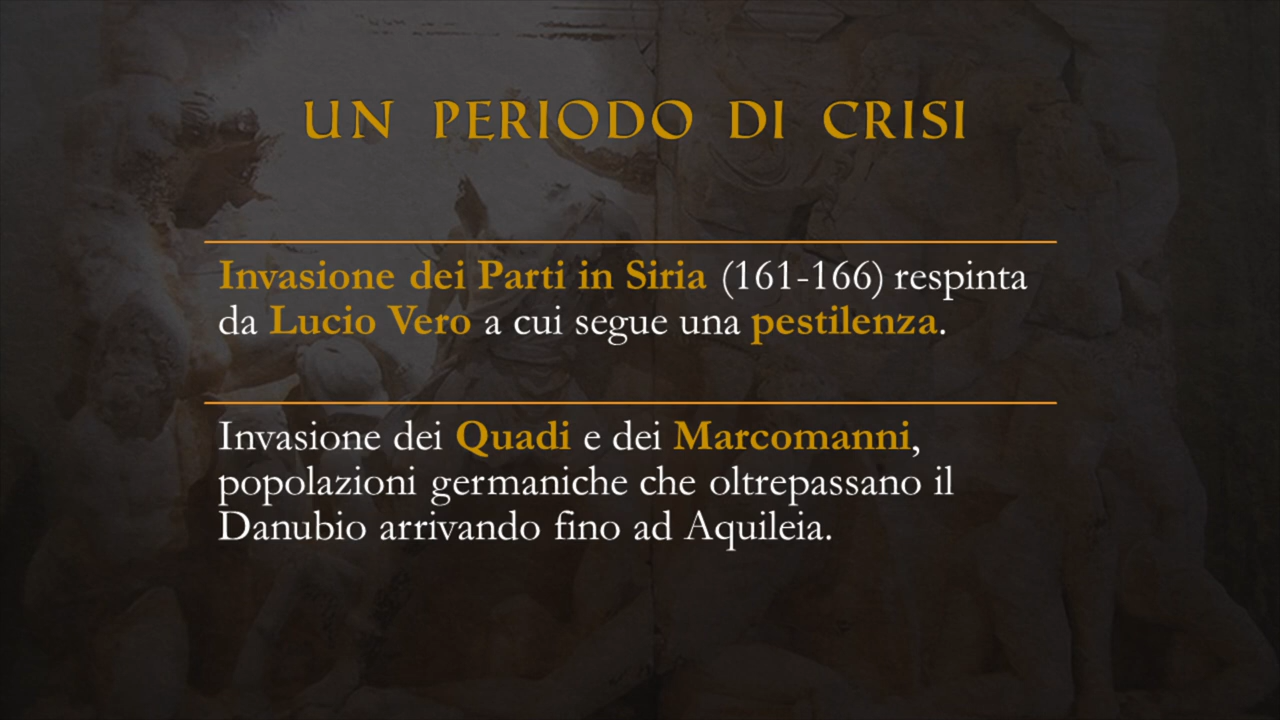 UN PERIODO DI CRISI
Invasione dei Parti in Siria (161-166) respinta
da Lucio Vero a cui segue una pestilenza.
Invasione dei Quadi e dei Marcomanni,
popolazioni germaniche che oltrepassano il
Danubio arrivando fino ad Aquileia.